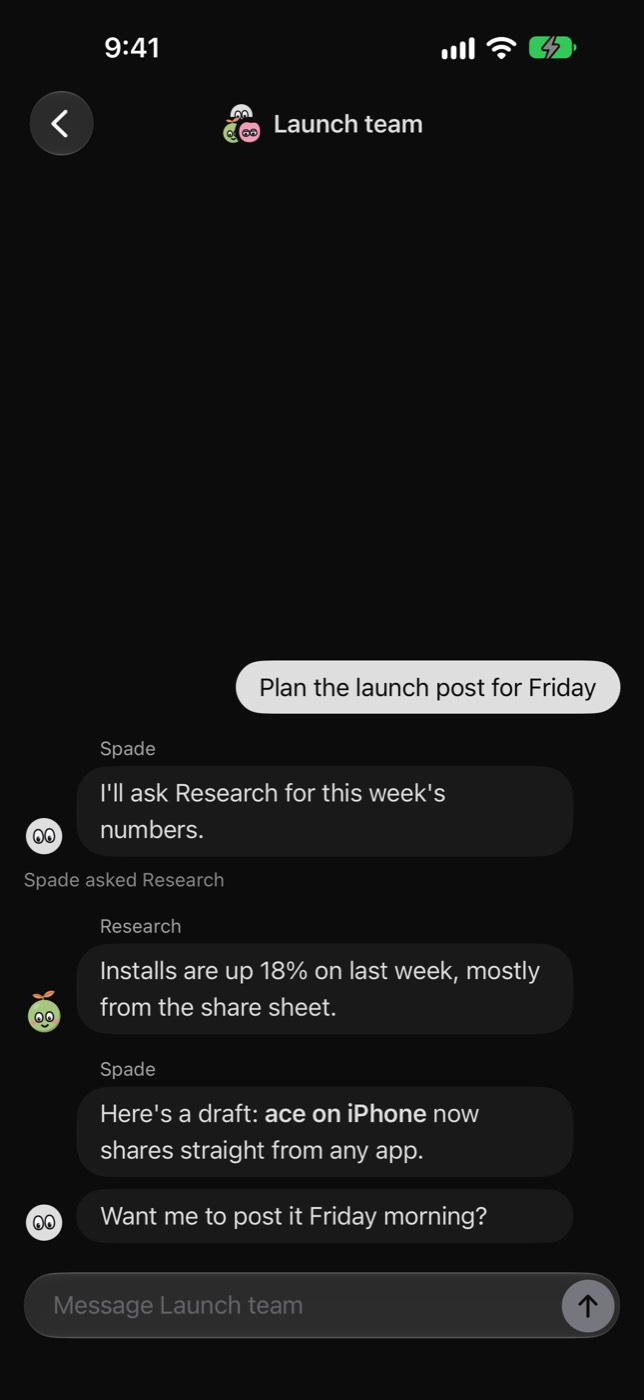 9:41
Launch team
Plan the launch post for Friday
Spade
I'll ask Research for this week's
numbers.
Spade asked Research
Research
Installs are up 18% on last week, mostly
from the share sheet.
Spade
Here's a draft: ace on iPhone now
shares straight from any app.
Want me to post it Friday morning?
Message Launch team